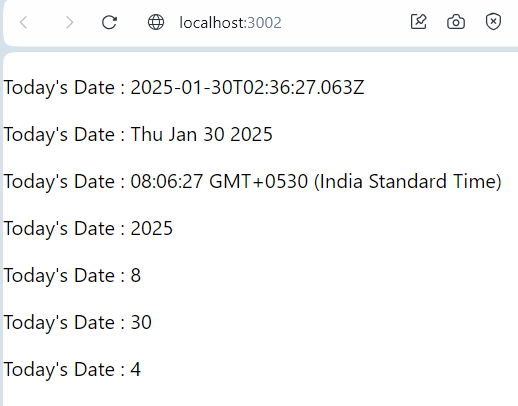 localhost:3002
Today's Date : 2025-01-30T02:36:27.063Z
Today's Date : Thu Jan 30 2025
Today's Date : 08:06:27 GMT+0530 (India Standard Time)
Today's Date : 2025
Today's Date : 8
Today's Date : 30
Today's Date : 4